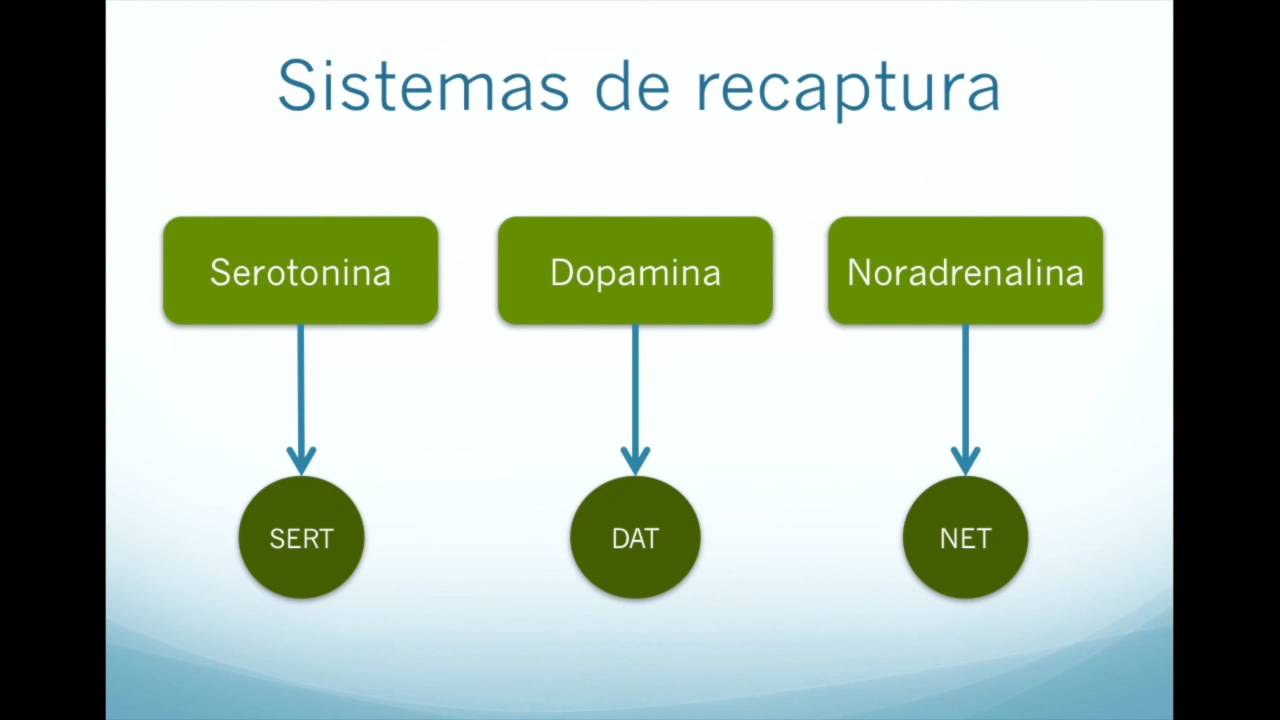 Sistemas de recaptura
Serotonina
Dopamina
Noradrenalina
SERT
DAT
NET